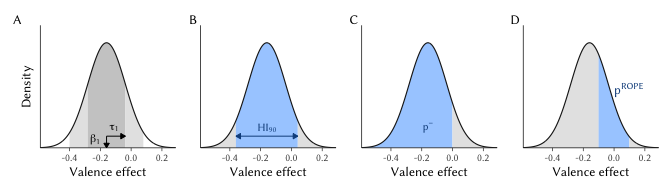 A
B
C
D
Density
τ₁
β₁
HI₉₀
p⁻
pᴿᴼᴾᴱ
-0.4 -0.2 0.0 0.2
-0.4 -0.2 0.0 0.2
-0.4 -0.2 0.0 0.2
-0.4 -0.2 0.0 0.2
Valence effect
Valence effect
Valence effect
Valence effect